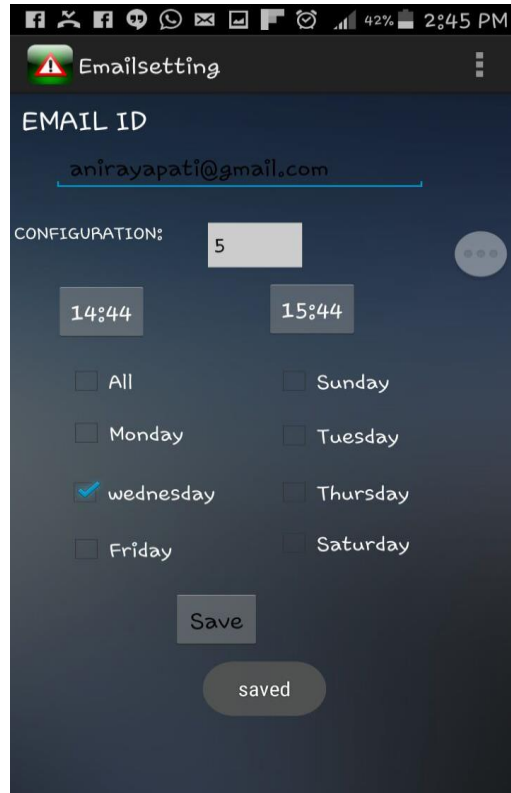 42% 2:45 PM
Emailsetting
EMAIL ID
anirayapati@gmail.com
CONFIGURATION:
5
14:44 15:44
All Sunday
Monday Tuesday
wednesday Thursday
Friday Saturday
Save
saved